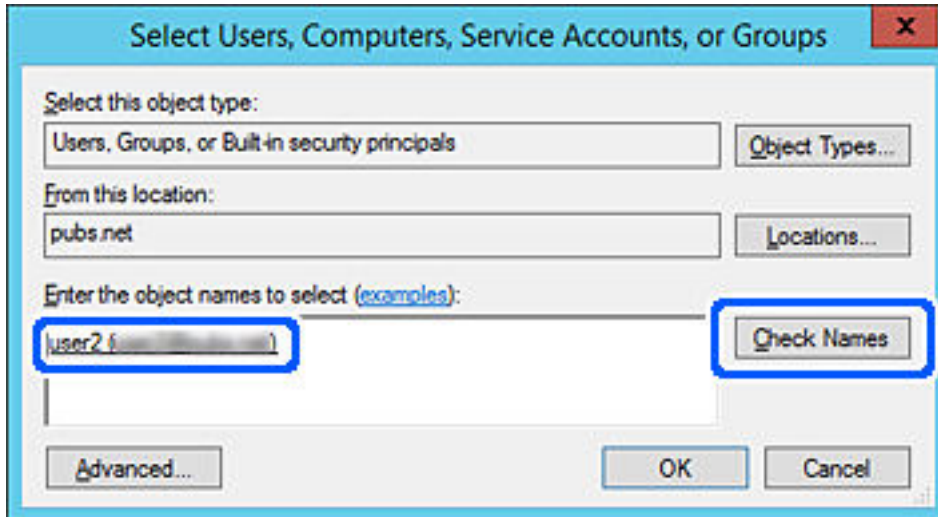 Select Users, Computers, Service Accounts, or Groups
x
Select this object type:
Users, Groups, or Built-in security principals
Object Types...
From this location:
pubs.net
Locations...
Enter the object names to select (examples):
user2 (
)
Check Names
Advanced...
OK
Cancel